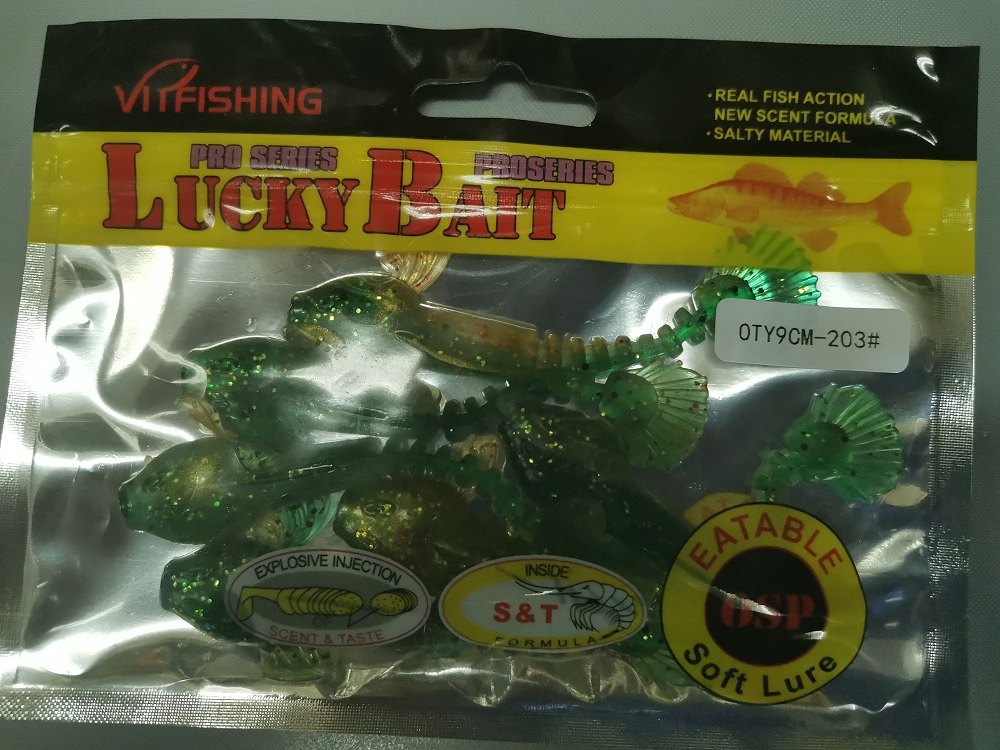 VITFISHING
·REAL FISH ACTION
NEW SCENT FORMULA
·SALTY MATERIAL
PRO SERIES PROSERIES
LUCKY BAIT
OTY9CM-203#
EATABLE
OSP
Soft Lure
EXPLOSIVE INJECTION
OF
SCENT & TASTE
INSIDE
S&T
FORMULA